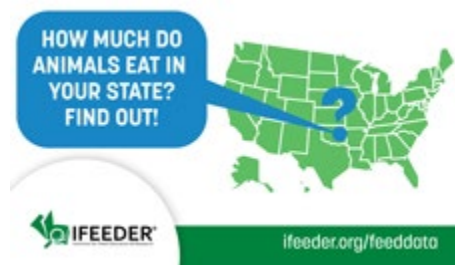 HOW MUCH DO
ANIMALS EAT IN
YOUR STATE?
FIND OUT!
?
IFEEDER®
ifeeder.org/feeddata